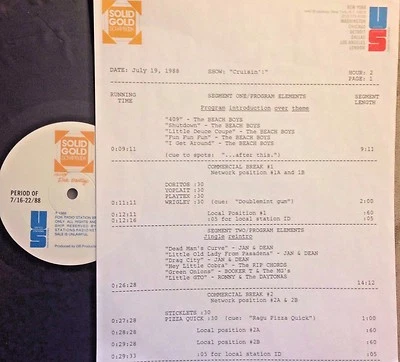 SOLID
GOLD
SCRAPBOOK
US
DATE: July 19, 1988 SHOW: "Cruisin'!" HOUR: 2
PAGE: 1
RUNNING SEGMENT ONE/PROGRAM ELEMENTS SEGMENT
TIME LENGTH
Program introduction over theme
"409" - The BEACH BOYS
"Shutdown" - The BEACH BOYS
"Little Deuce Coupe" - The BEACH BOYS
"Fun Fun Fun" - The BEACH BOYS
"I Get Around" - The BEACH BOYS
0:09:11 (cue to spots: "...after this.") 9:11
COMMERCIAL BREAK #1
Network position #1A and #1B
DORITOS :30
YOPLAIT :30
PLAYTEX :30
0:11:11 WRIGLEY :30 (cue: "Doublemint gum") 2:00
0:12:11 Local Position #1 :60
0:12:16 :05 for local station ID :05
SEGMENT TWO/PROGRAM ELEMENTS
Jingle reintro
"Dead Man's Curve" - JAN & DEAN
"Little Old Lady From Pasadena" - JAN & DEAN
"Drag City" - JAN & DEAN
"Hey Little Cobra" - The RIP CHORDS
"Green Onions" - BOOKER T & The MG's
"Little GTO" - RONNY & The DAYTONAS
0:26:28 14:12
COMMERCIAL BREAK #2
Network position #2A & 2B
STICKLETS :30
0:27:28 PIZZA QUICK :30 (cue: "Ragu Pizza Quick") 1:00
0:28:28 Local position #2A :60
0:29:28 Local position #2B :60
0:29:33 :05 for local station ID :05
SOLID
GOLD
SCRAPBOOK
PERIOD OF
7/16-22/88
US